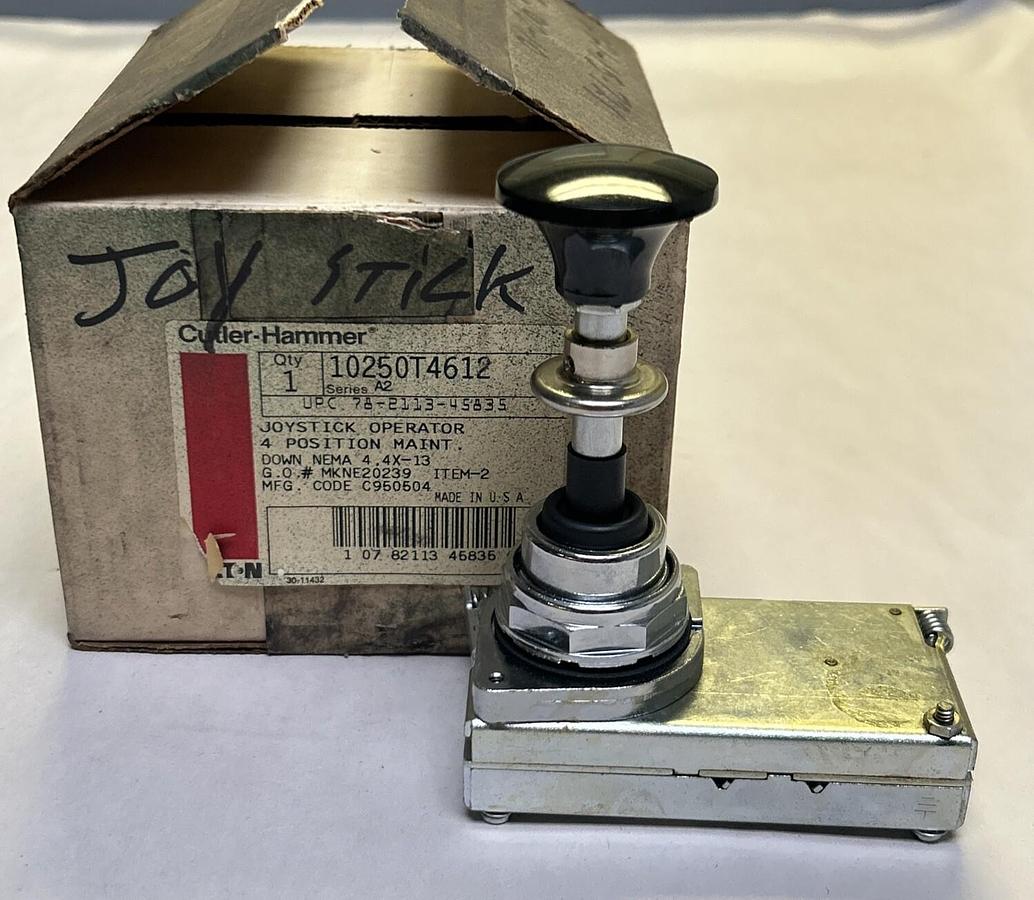 JOY STICK
Cutler-Hammer®
Qty 1
10250T4612
Series A2
UPC 78-2113-45835
JOYSTICK OPERATOR
4 POSITION MAINT.
DOWN NEMA 4,4X-13
G.O.# MKNE20239 ITEM-2
MFG. CODE C950504
MADE IN U.S A
1 07 82113 45835
30-11432